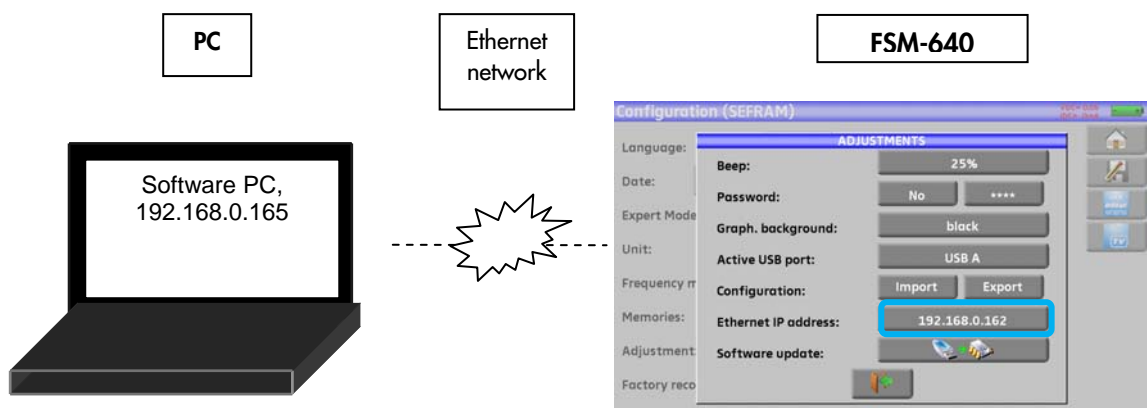 PC
Ethernet
network
FSM-640
Software PC,
192.168.0.165
Configuration (SEFRAM)
ADJUSTMENTS
Language:
Date:
Expert Mode
Unit:
Frequency m
Memories:
Adjustment
Factory reco
Beep:
25%
Password:
No
****
Graph. background:
black
Active USB port:
USB A
Configuration:
Import
Export
Ethernet IP address:
192.168.0.162
Software update:
TV